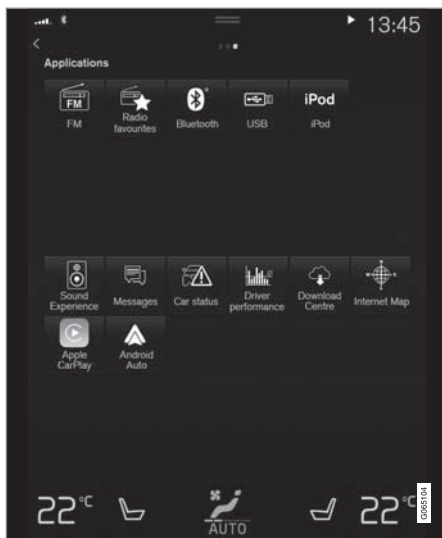 13:45
Applications
FM
FM
Radio
favourites
Bluetooth
USB
iPod
iPod
Sound
Experience
Messages
Car status
Driver
performance
Download
Centre
Internet Map
Apple
CarPlay
Android
Auto
22°C
AUTO
22°C
G065104